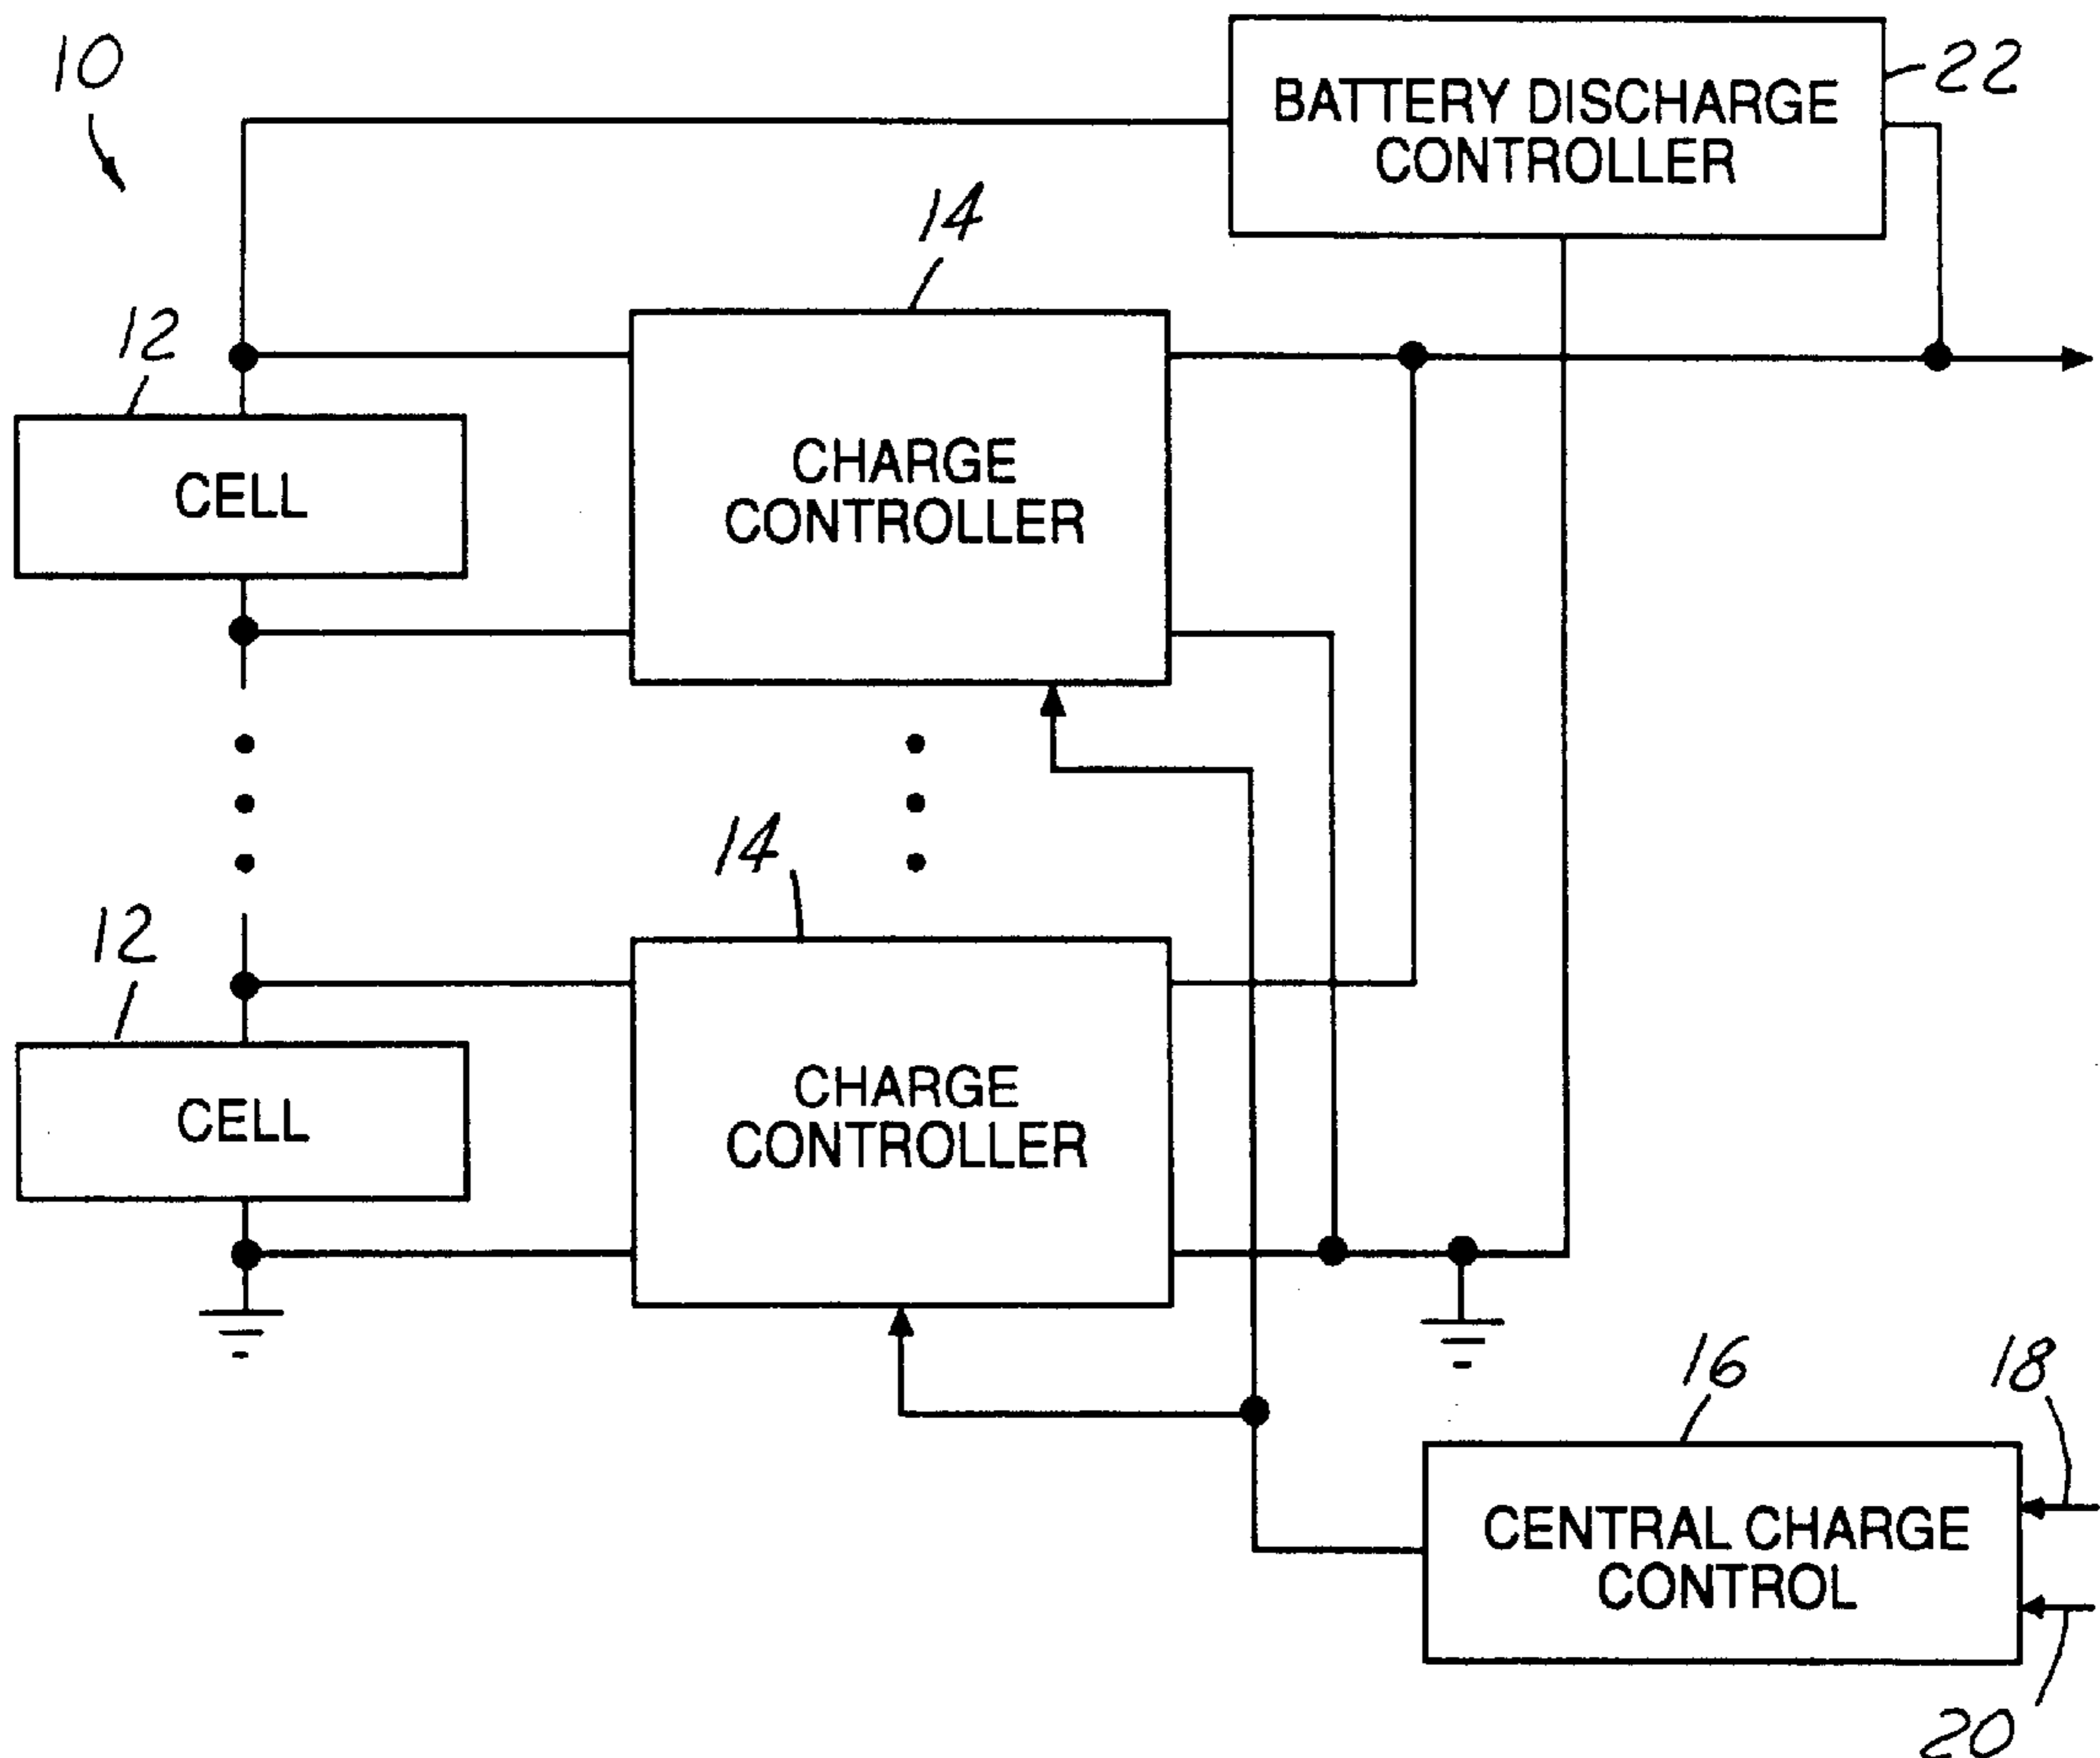 10
BATTERY DISCHARGE
CONTROLLER
22
14
12
CHARGE
CONTROLLER
CELL
14
12
CHARGE
CONTROLLER
CELL
16
18
CENTRAL CHARGE
CONTROL
20